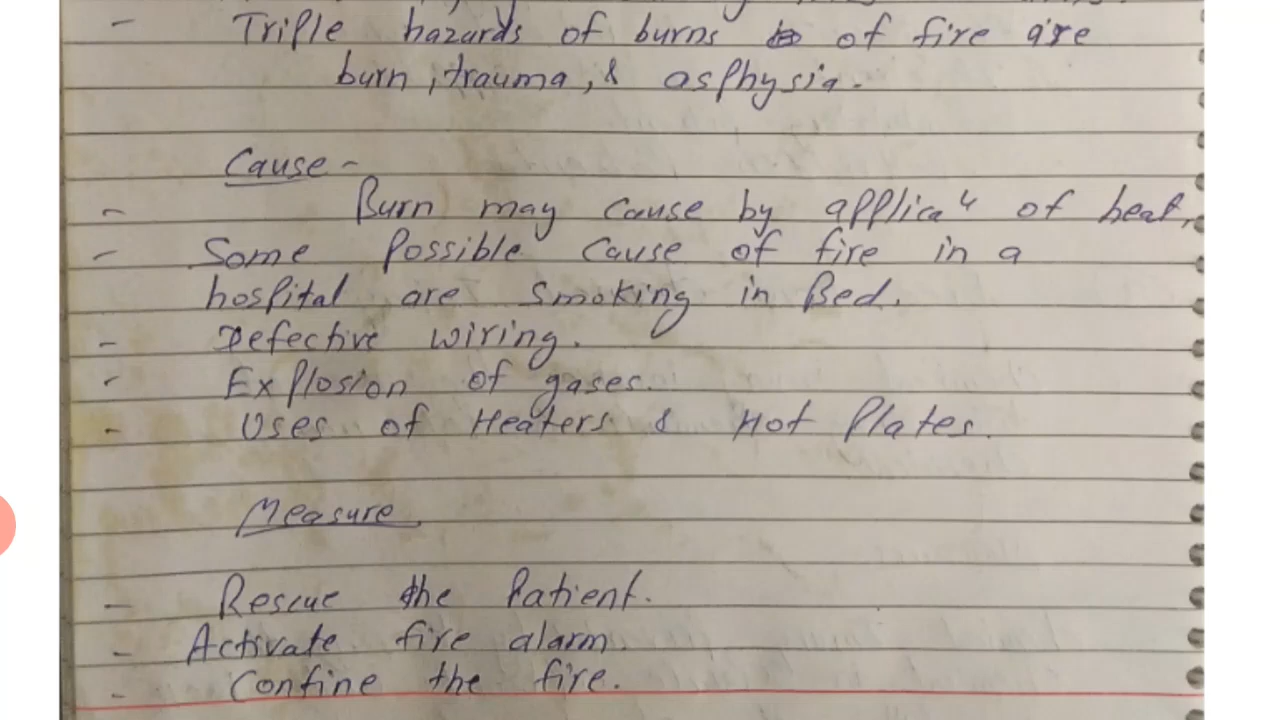 - Triple hazards of burns of fire are
burn, trauma, & asphysia.
Cause -
- Burn may cause by applicaⁿ of heat,
- Some Possible cause of fire in a
hospital are smoking in Bed.
- Defective wiring.
- Explosion of gases.
- Uses of Heaters & Hot Plates.
Measure
- Rescue the Patient.
- Activate fire alarm.
- Confine the fire.